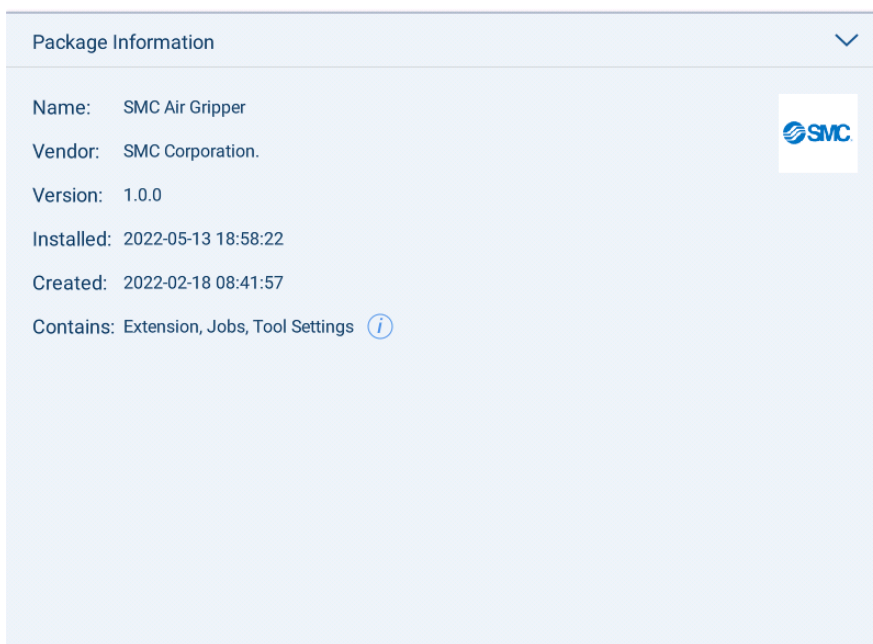 Package Information
Name: SMC Air Gripper
SMC
Vendor: SMC Corporation.
Version: 1.0.0
Installed: 2022-05-13 18:58:22
Created: 2022-02-18 08:41:57
Contains: Extension, Jobs, Tool Settings i